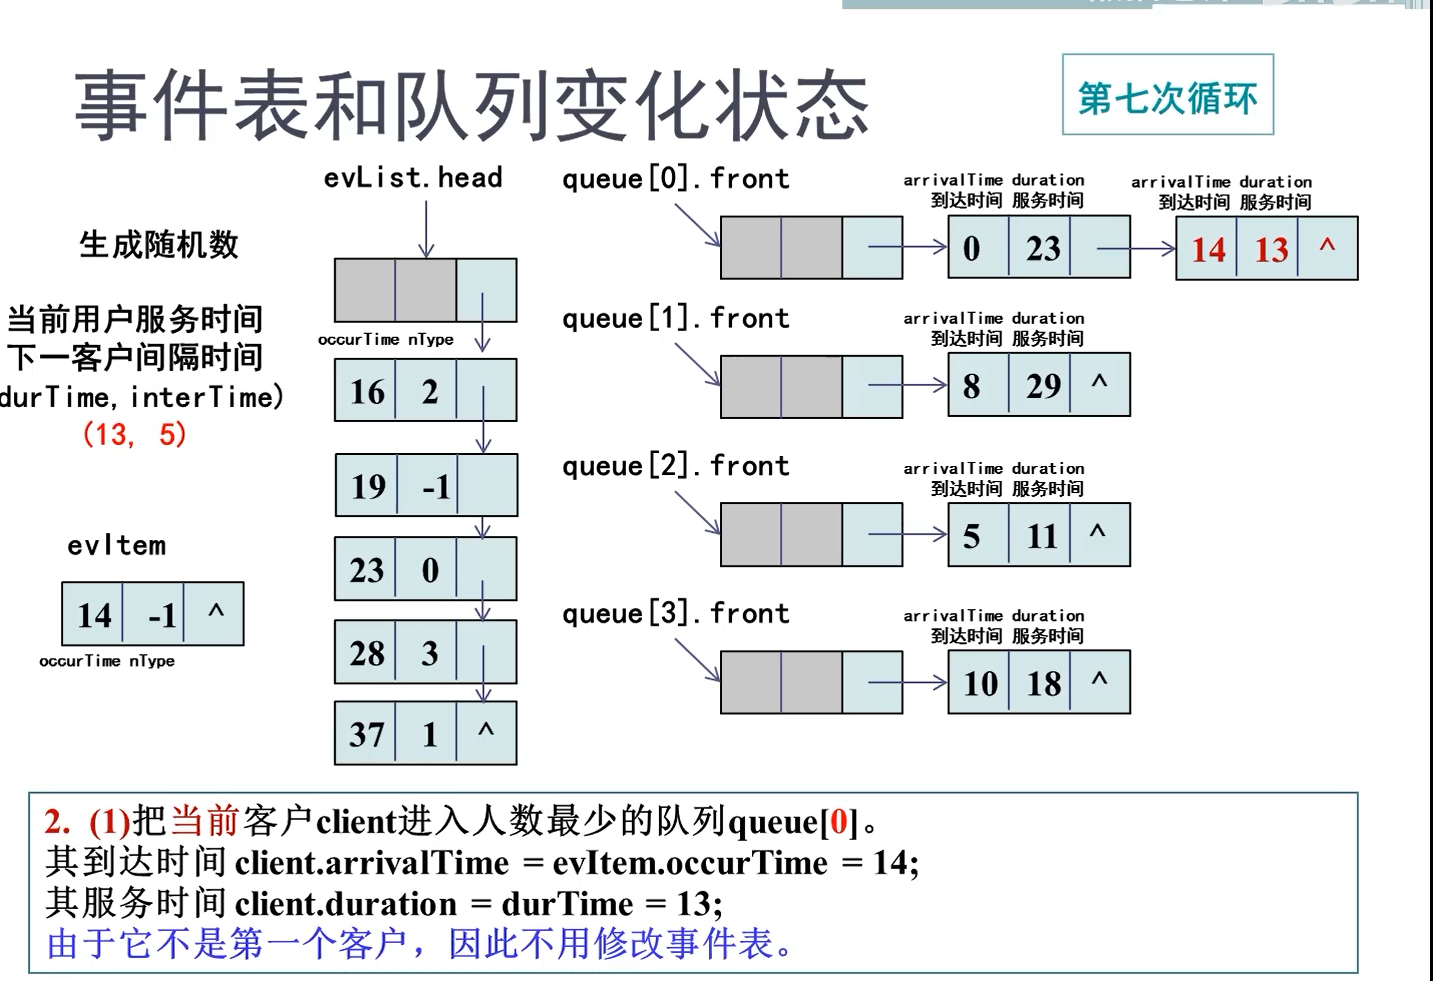 事件表和队列变化状态
第七次循环
evList.head
queue[0].front
arrivalTime duration
到达时间 服务时间
arrivalTime duration
到达时间 服务时间
生成随机数
0 23
14 13 ^
当前用户服务时间
下一客户间隔时间
durTime,interTime)
(13, 5)
occurTime nType
queue[1].front
arrivalTime duration
到达时间 服务时间
16 2
8 29 ^
19 -1
queue[2].front
arrivalTime duration
到达时间 服务时间
evItem
23 0
5 11 ^
14 -1 ^
occurTime nType
queue[3].front
arrivalTime duration
到达时间 服务时间
28 3
10 18 ^
37 1 ^
2. (1)把当前客户client进入人数最少的队列queue[0]。
其到达时间 client.arrivalTime = evItem.occurTime = 14;
其服务时间 client.duration = durTime = 13;
由于它不是第一个客户，因此不用修改事件表。